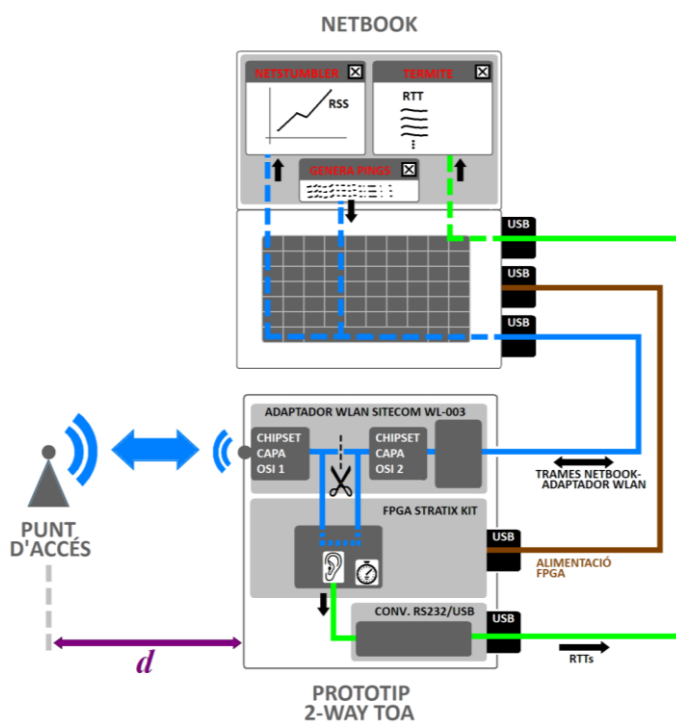 NETBOOK
NETSTUMBLER
TERMITE
RSS
RTT
GENERA PINGS
USB
USB
USB
ADAPTADOR WLAN SITECOM WL-003
CHIPSET
CAPA
OSI 1
CHIPSET
CAPA
OSI 2
TRAMES NETBOOK-
ADAPTADOR WLAN
PUNT
D'ACCÉS
FPGA STRATIX KIT
USB
ALIMENTACIÓ
FPGA
CONV. RS232/USB
USB
RTTs
d
PROTOTIP
2-WAY TOA